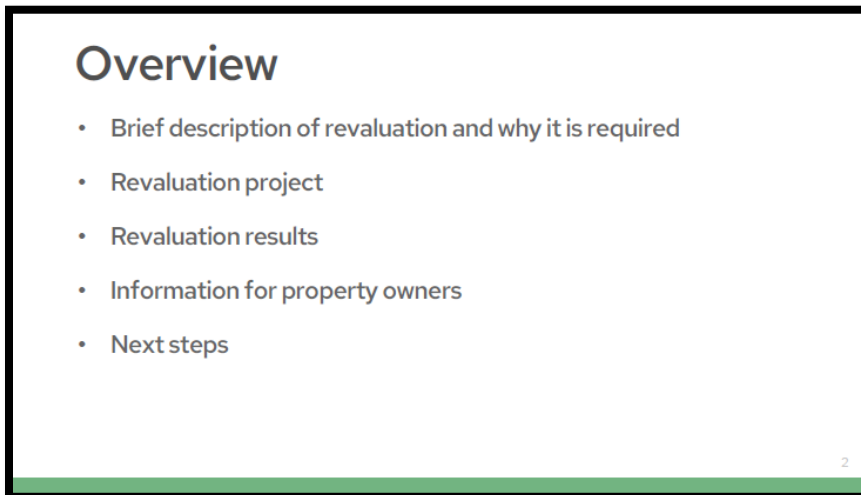 Overview
• Brief description of revaluation and why it is required
• Revaluation project
• Revaluation results
• Information for property owners
• Next steps
2